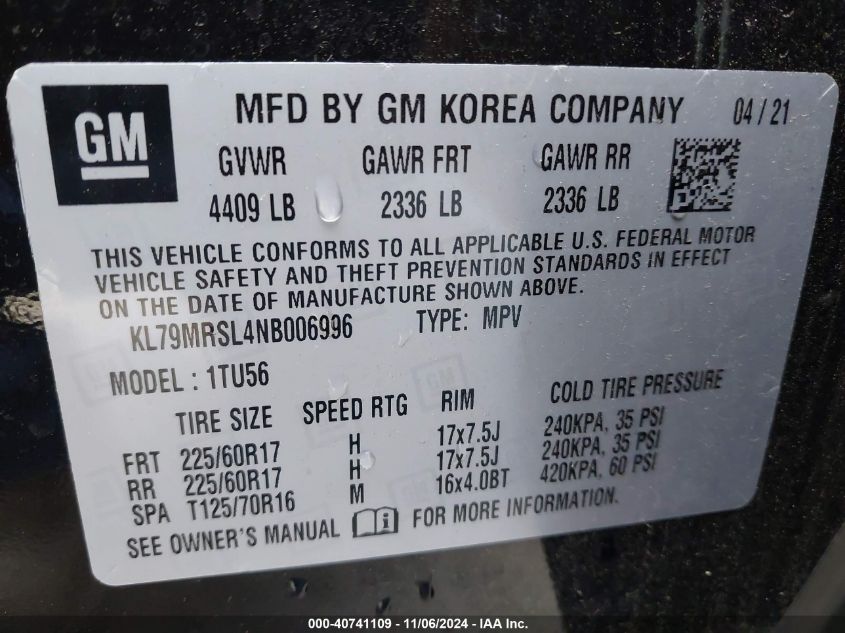 GM
MFD BY GM KOREA COMPANY 04/21
GVWR GAWR FRT GAWR RR
4409 LB 2336 LB 2336 LB
THIS VEHICLE CONFORMS TO ALL APPLICABLE U.S. FEDERAL MOTOR
VEHICLE SAFETY AND THEFT PREVENTION STANDARDS IN EFFECT
ON THE DATE OF MANUFACTURE SHOWN ABOVE.
KL79MRSL4NB006996 TYPE: MPV
MODEL : 1TU56
TIRE SIZE SPEED RTG RIM COLD TIRE PRESSURE
FRT 225/60R17 H 17x7.5J 240KPA, 35 PSI
RR 225/60R17 H 17x7.5J 240KPA, 35 PSI
SPA T125/70R16 M 16x4.0BT 420KPA, 60 PSI
SEE OWNER'S MANUAL FOR MORE INFORMATION.
000-40741109 - 11/06/2024 - IAA Inc.